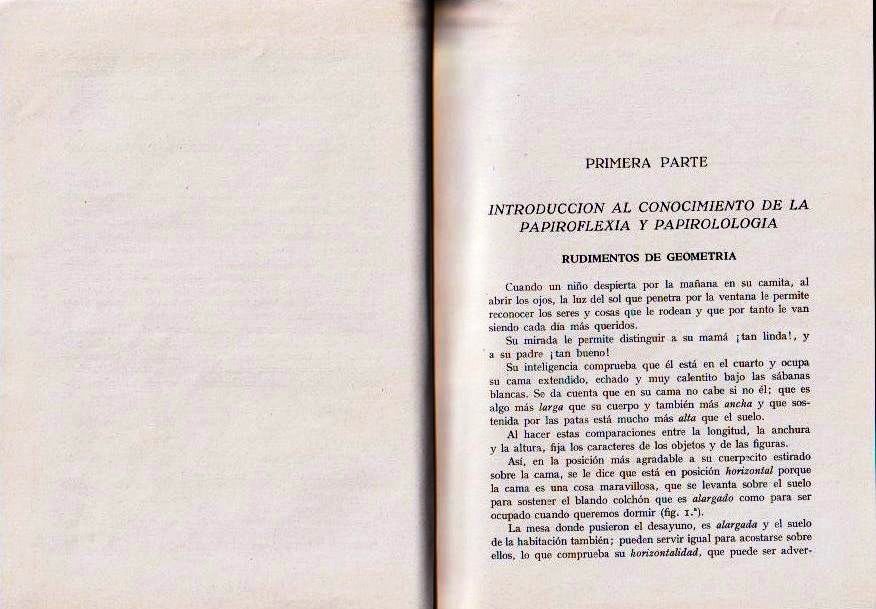 PRIMERA PARTE
INTRODUCCION AL CONOCIMIENTO DE LA
PAPIROFLEXIA Y PAPIROLOLOGIA
RUDIMENTOS DE GEOMETRIA
Cuando un niño despierta por la mañana en su camita, al
abrir los ojos, la luz del sol que penetra por la ventana le permite
reconocer los seres y cosas que le rodean y que por tanto le van
siendo cada día más queridos.
Su mirada le permite distinguir a su mamá ¡tan linda!, y
a su padre ¡tan bueno!
Su inteligencia comprueba que él está en el cuarto y ocupa
su cama extendido, echado y muy calentito bajo las sábanas
blancas. Se da cuenta que en su cama no cabe si no él; que es
algo más larga que su cuerpo y también más ancha y que sos-
tenida por las patas está mucho más alta que el suelo.
Al hacer estas comparaciones entre la longitud, la anchura
y la altura, fija los caracteres de los objetos y de las figuras.
Así, en la posición más agradable a su cuerpecito estirado
sobre la cama, se le dice que está en posición horizontal porque
la cama es una cosa maravillosa, que se levanta sobre el suelo
para sostener el blando colchón que es alargado como para ser
ocupado cuando queremos dormir (fig. 1.ª).
La mesa donde pusieron el desayuno, es alargada y el suelo
de la habitación también; pueden servir igual para acostarse sobre
ellos, lo que comprueba su horizontalidad, que puede ser adver-